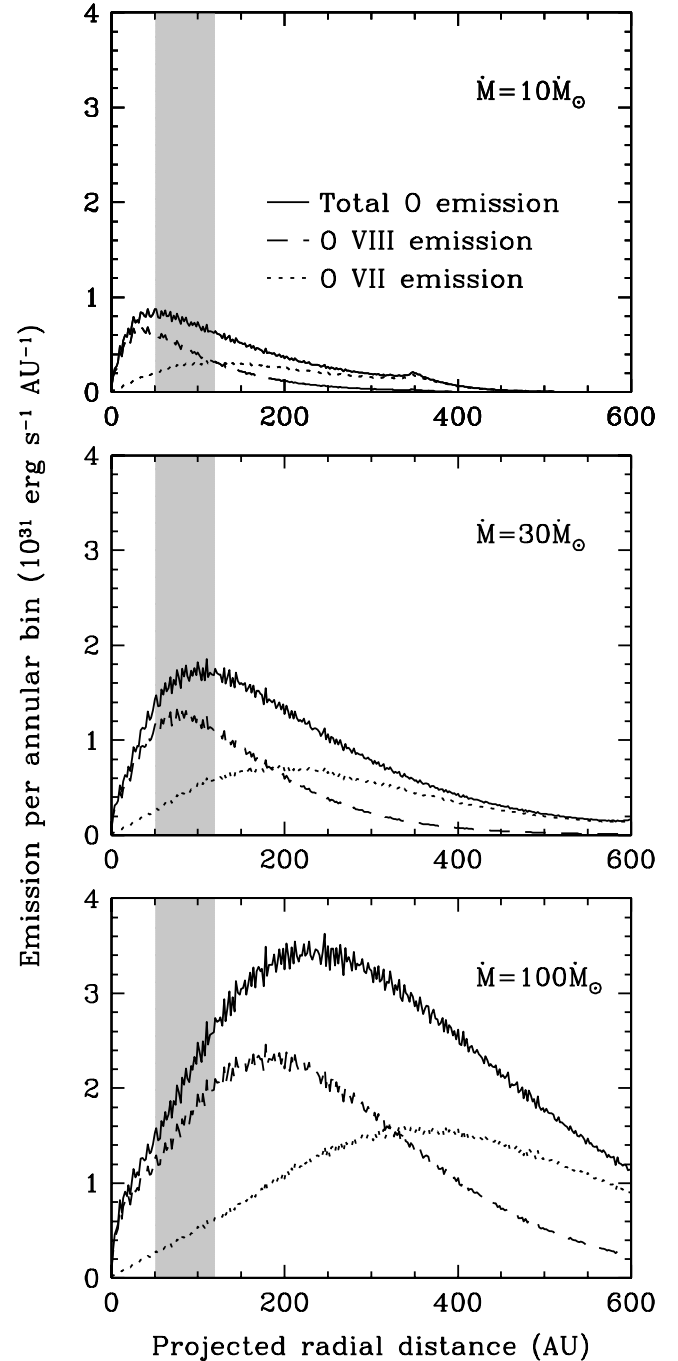 4
3
2
1
0
Ṁ=10Ṁ☉
Total O emission
O VIII emission
O VII emission
0 200 400 600
4
3
2
1
0
Ṁ=30Ṁ☉
0 200 400 600
4
3
2
1
0
Ṁ=100Ṁ☉
0 200 400 600
Emission per annular bin (10³¹ erg s⁻¹ AU⁻¹)
Projected radial distance (AU)